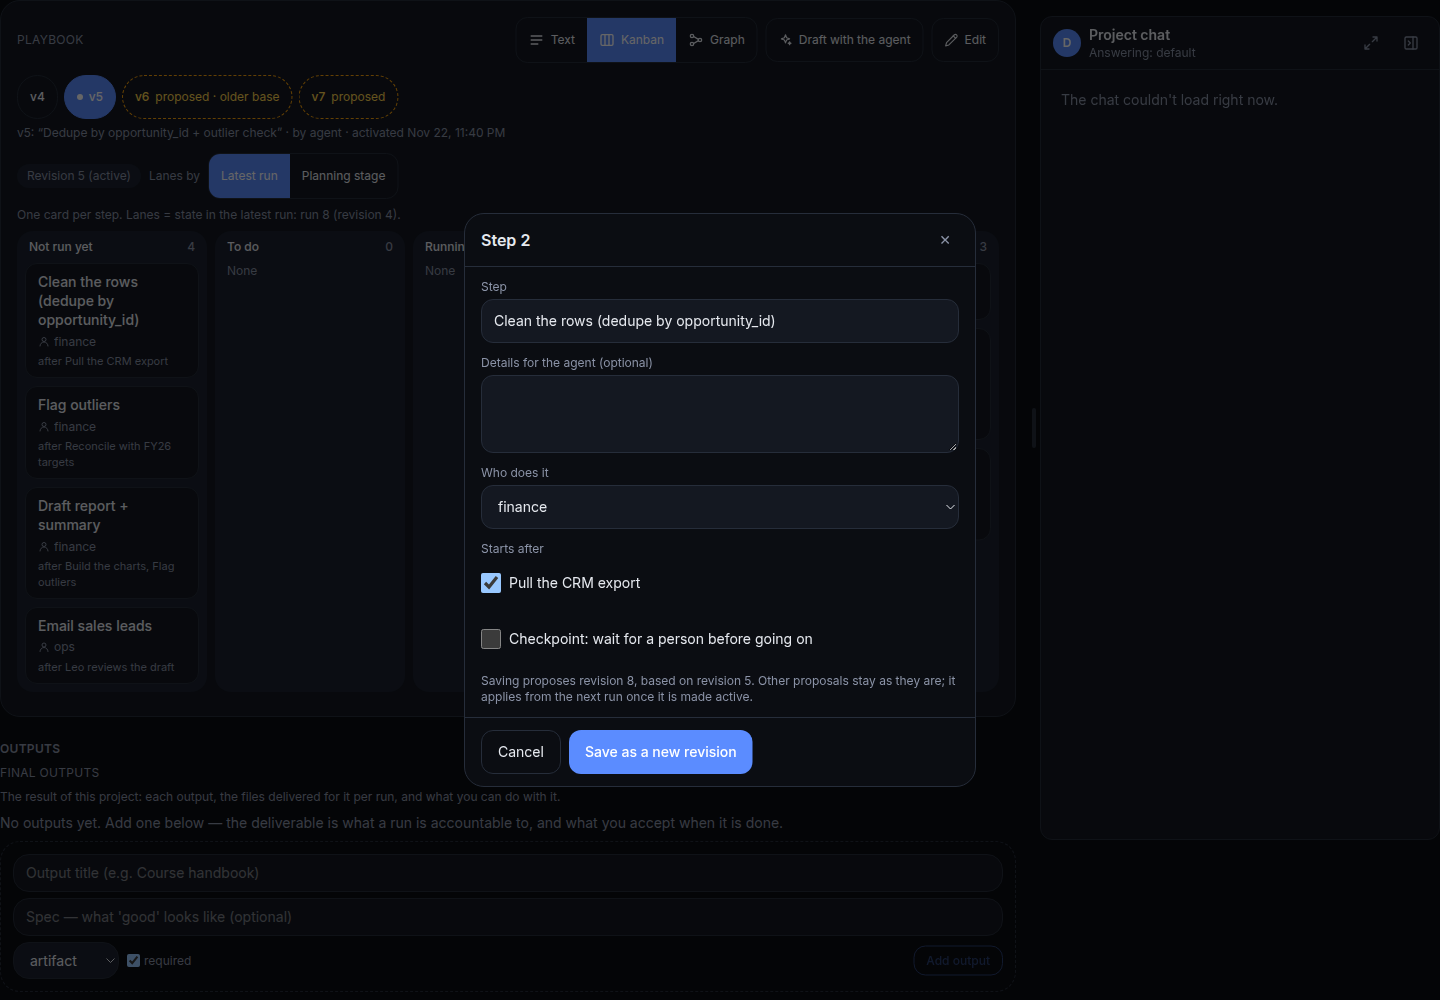 PLAYBOOK
Text
Kanban
Graph
Draft with the agent
Edit
v4
v5
v6 proposed · older base
v7 proposed
v5: “Dedupe by opportunity_id + outlier check” · by agent · activated Nov 22, 11:40 PM
Revision 5 (active)
Lanes by
Latest run
Planning stage
One card per step. Lanes = state in the latest run: run 8 (revision 4).
Not run yet 4
Clean the rows
(dedupe by
opportunity_id)
finance
after Pull the CRM export
Flag outliers
finance
after Reconcile with FY26
targets
Draft report +
summary
finance
after Build the charts, Flag
outliers
Email sales leads
ops
after Leo reviews the draft
To do 0
None
Runnin
None
3
Step 2
Step
Clean the rows (dedupe by opportunity_id)
Details for the agent (optional)
Who does it
finance
Starts after
Pull the CRM export
Checkpoint: wait for a person before going on
Saving proposes revision 8, based on revision 5. Other proposals stay as they are; it
applies from the next run once it is made active.
Cancel
Save as a new revision
OUTPUTS
FINAL OUTPUTS
The result of this project: each output, the files delivered for it per run, and what you can do with it.
No outputs yet. Add one below — the deliverable is what a run is accountable to, and what you accept when it is done.
Output title (e.g. Course handbook)
Spec — what 'good' looks like (optional)
artifact
required
Add output
D
Project chat
Answering: default
The chat couldn't load right now.